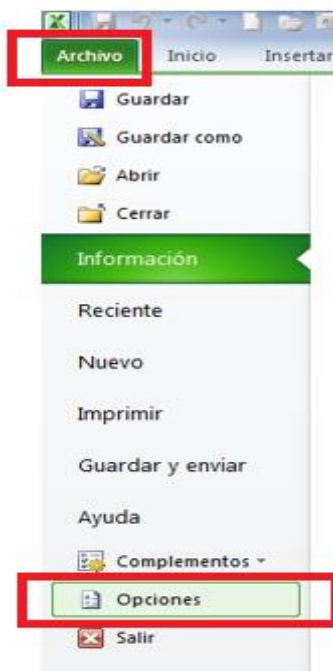 Archivo Inicio Insertar
Guardar
Guardar como
Abrir
Cerrar
Información
Reciente
Nuevo
Imprimir
Guardar y enviar
Ayuda
Complementos
Opciones
Salir